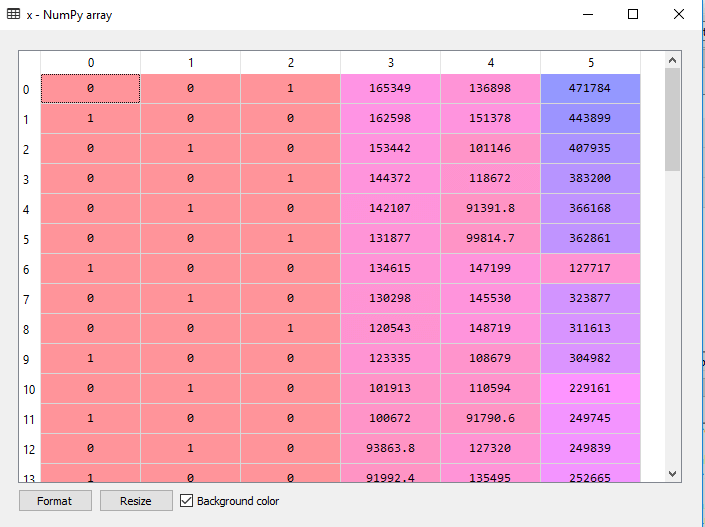 x - NumPy array
0 1 2 3 4 5
0 0 0 1 165349 136898 471784
1 1 0 0 162598 151378 443899
2 0 1 0 153442 101146 407935
3 0 0 1 144372 118672 383200
4 0 1 0 142107 91391.8 366168
5 0 0 1 131877 99814.7 362861
6 1 0 0 134615 147199 127717
7 0 1 0 130298 145530 323877
8 0 0 1 120543 148719 311613
9 1 0 0 123335 108679 304982
10 0 1 0 101913 110594 229161
11 1 0 0 100672 91790.6 249745
12 0 1 0 93863.8 127320 249839
13 1 0 0 91992.4 135495 252665
Format Resize Background color